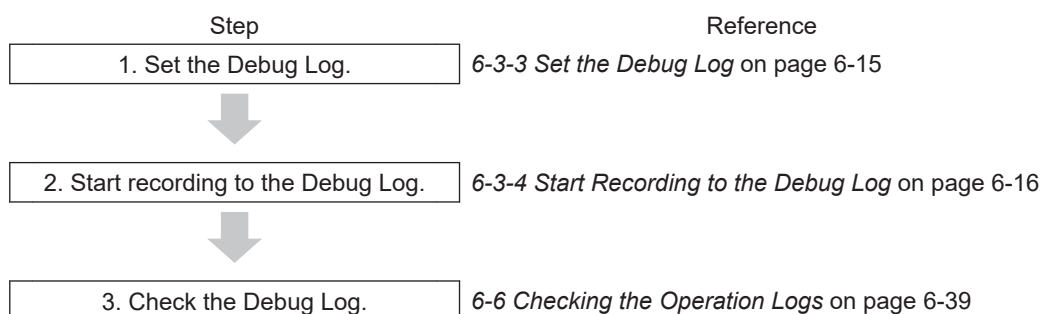 Step Reference
1. Set the Debug Log. 6-3-3 Set the Debug Log on page 6-15
2. Start recording to the Debug Log. 6-3-4 Start Recording to the Debug Log on page 6-16
3. Check the Debug Log. 6-6 Checking the Operation Logs on page 6-39